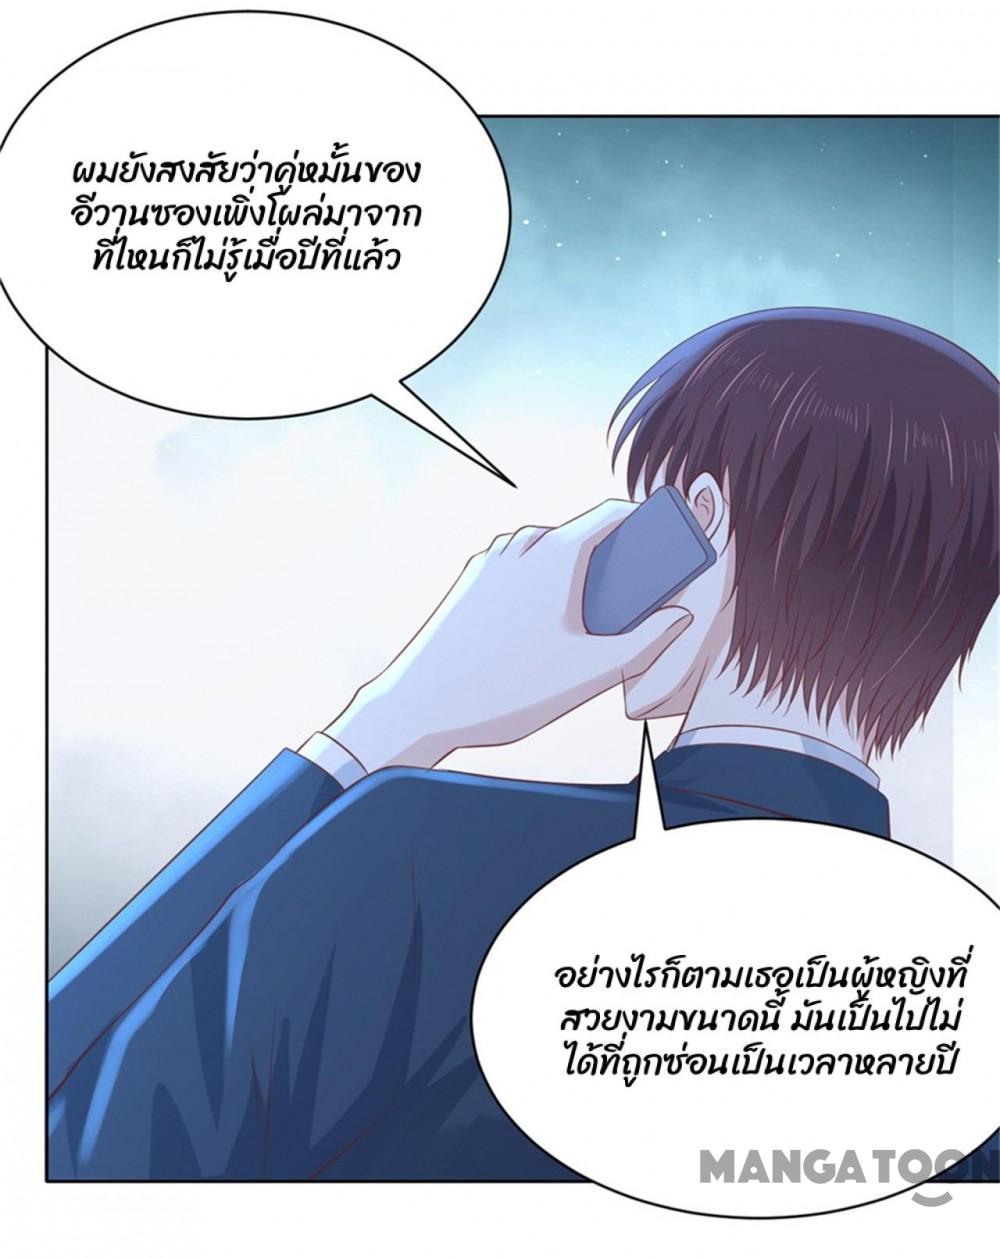 ผมยังสงสัยว่าคู่หมั้นของ
อีวานซองเพิ่งโผล่มาจาก
ที่ไหนก็ไม่รู้เมื่อปีที่แล้ว
อย่างไรก็ตามเธอเป็นผู้หญิงที่
สวยงามขนาดนี้ มันเป็นไปไม่
ได้ที่ถูกซ่อนเป็นเวลาหลายปี
MANGATOON